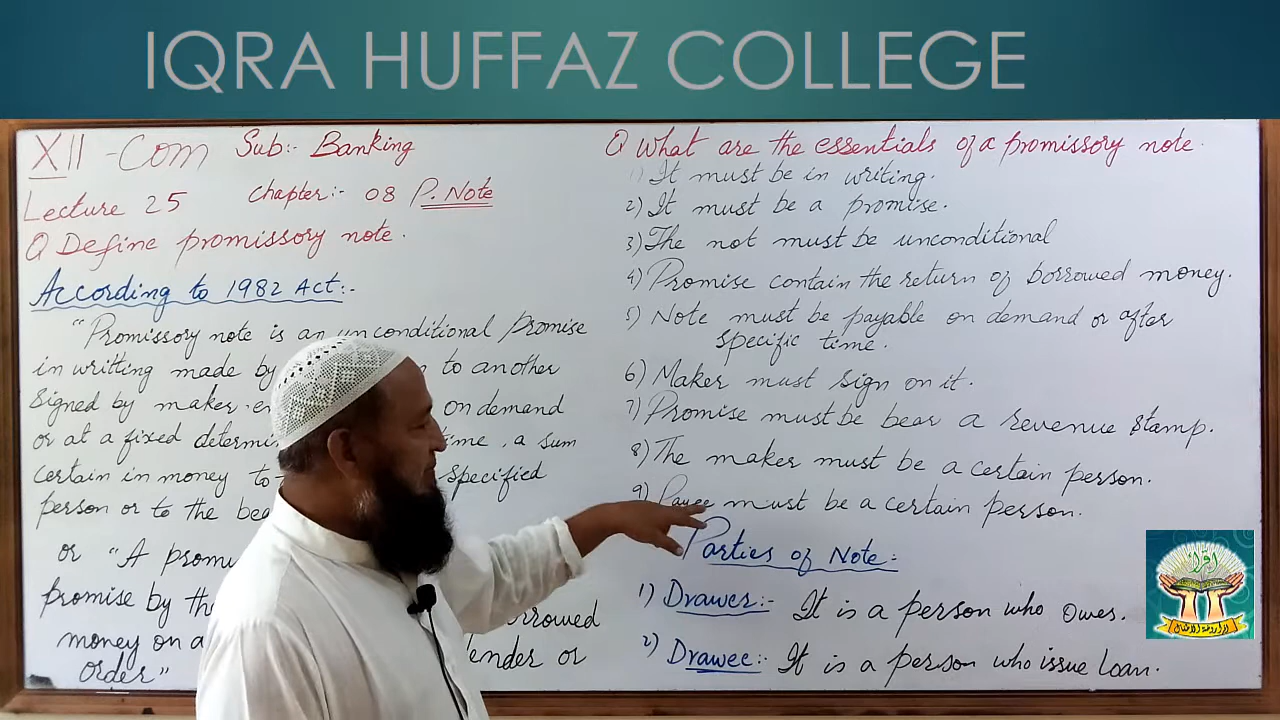 IQRA HUFFAZ COLLEGE
XII - Com Sub:- Banking
Lecture 25 Chapter:- 08 P. Note
Q Define promissory note.
According to 1982 Act:-
"Promissory note is an unconditional Promise
in writting made by to another
signed by maker on demand
or at a fixed time, a sum
certain in money to specified
person or to the
or "A
promise by
money on ender or
order"
Q What are the essentials of a promissory note.
1) It must be in writing.
2) It must be a promise.
3) The not must be unconditional
4) Promise contain the return of borrowed money.
5) Note must be payable on demand or after
specific time.
6) Maker must sign on it.
7) Promise must be bear a revenue stamp.
8) The maker must be a certain person.
9) Payee must be a certain person.
Parties of Note:-
1) Drawer:- It is a person who owes.
2) Drawee:- It is a person who issue loan.